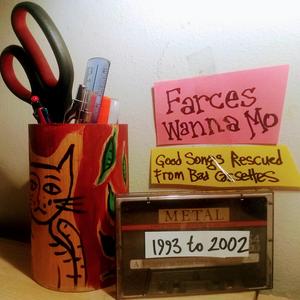 Farces
Wanna Mo
Good Songs Rescued
From Bad Cassettes
METAL
1993 to 2002